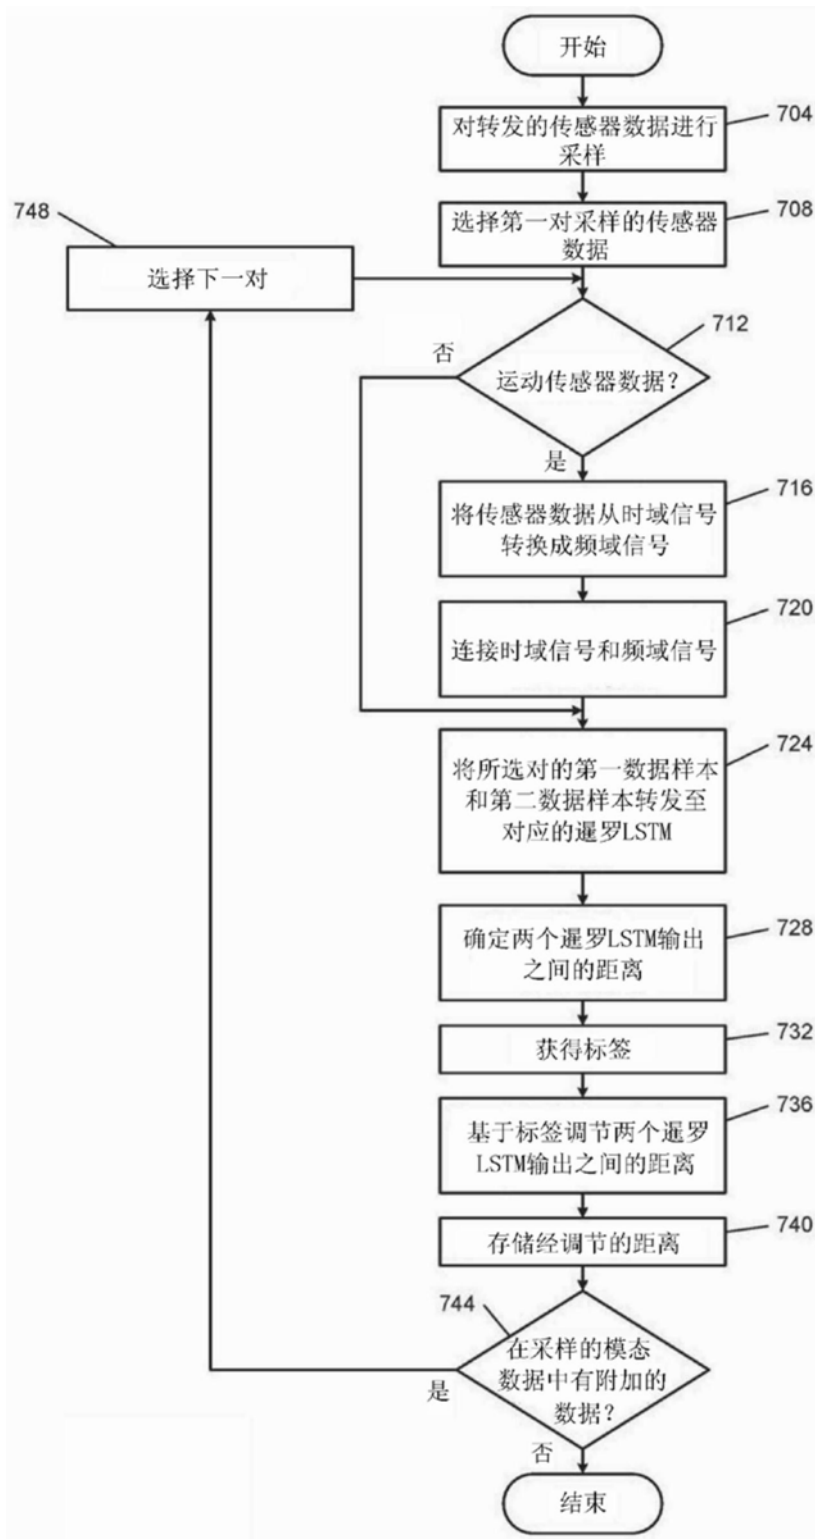 开始
704
对转发的传感器数据进行
采样
708
选择第一对采样的传感器
数据
748
选择下一对
712
运动传感器数据?
否
是
716
将传感器数据从时域信号
转换成频域信号
720
连接时域信号和频域信号
724
将所选对的第一数据样本
和第二数据样本转发至
对应的暹罗LSTM
728
确定两个暹罗LSTM输出
之间的距离
732
获得标签
736
基于标签调节两个暹罗
LSTM输出之间的距离
740
存储经调节的距离
744
在采样的模态
数据中有附加的
数据?
是
否
结束